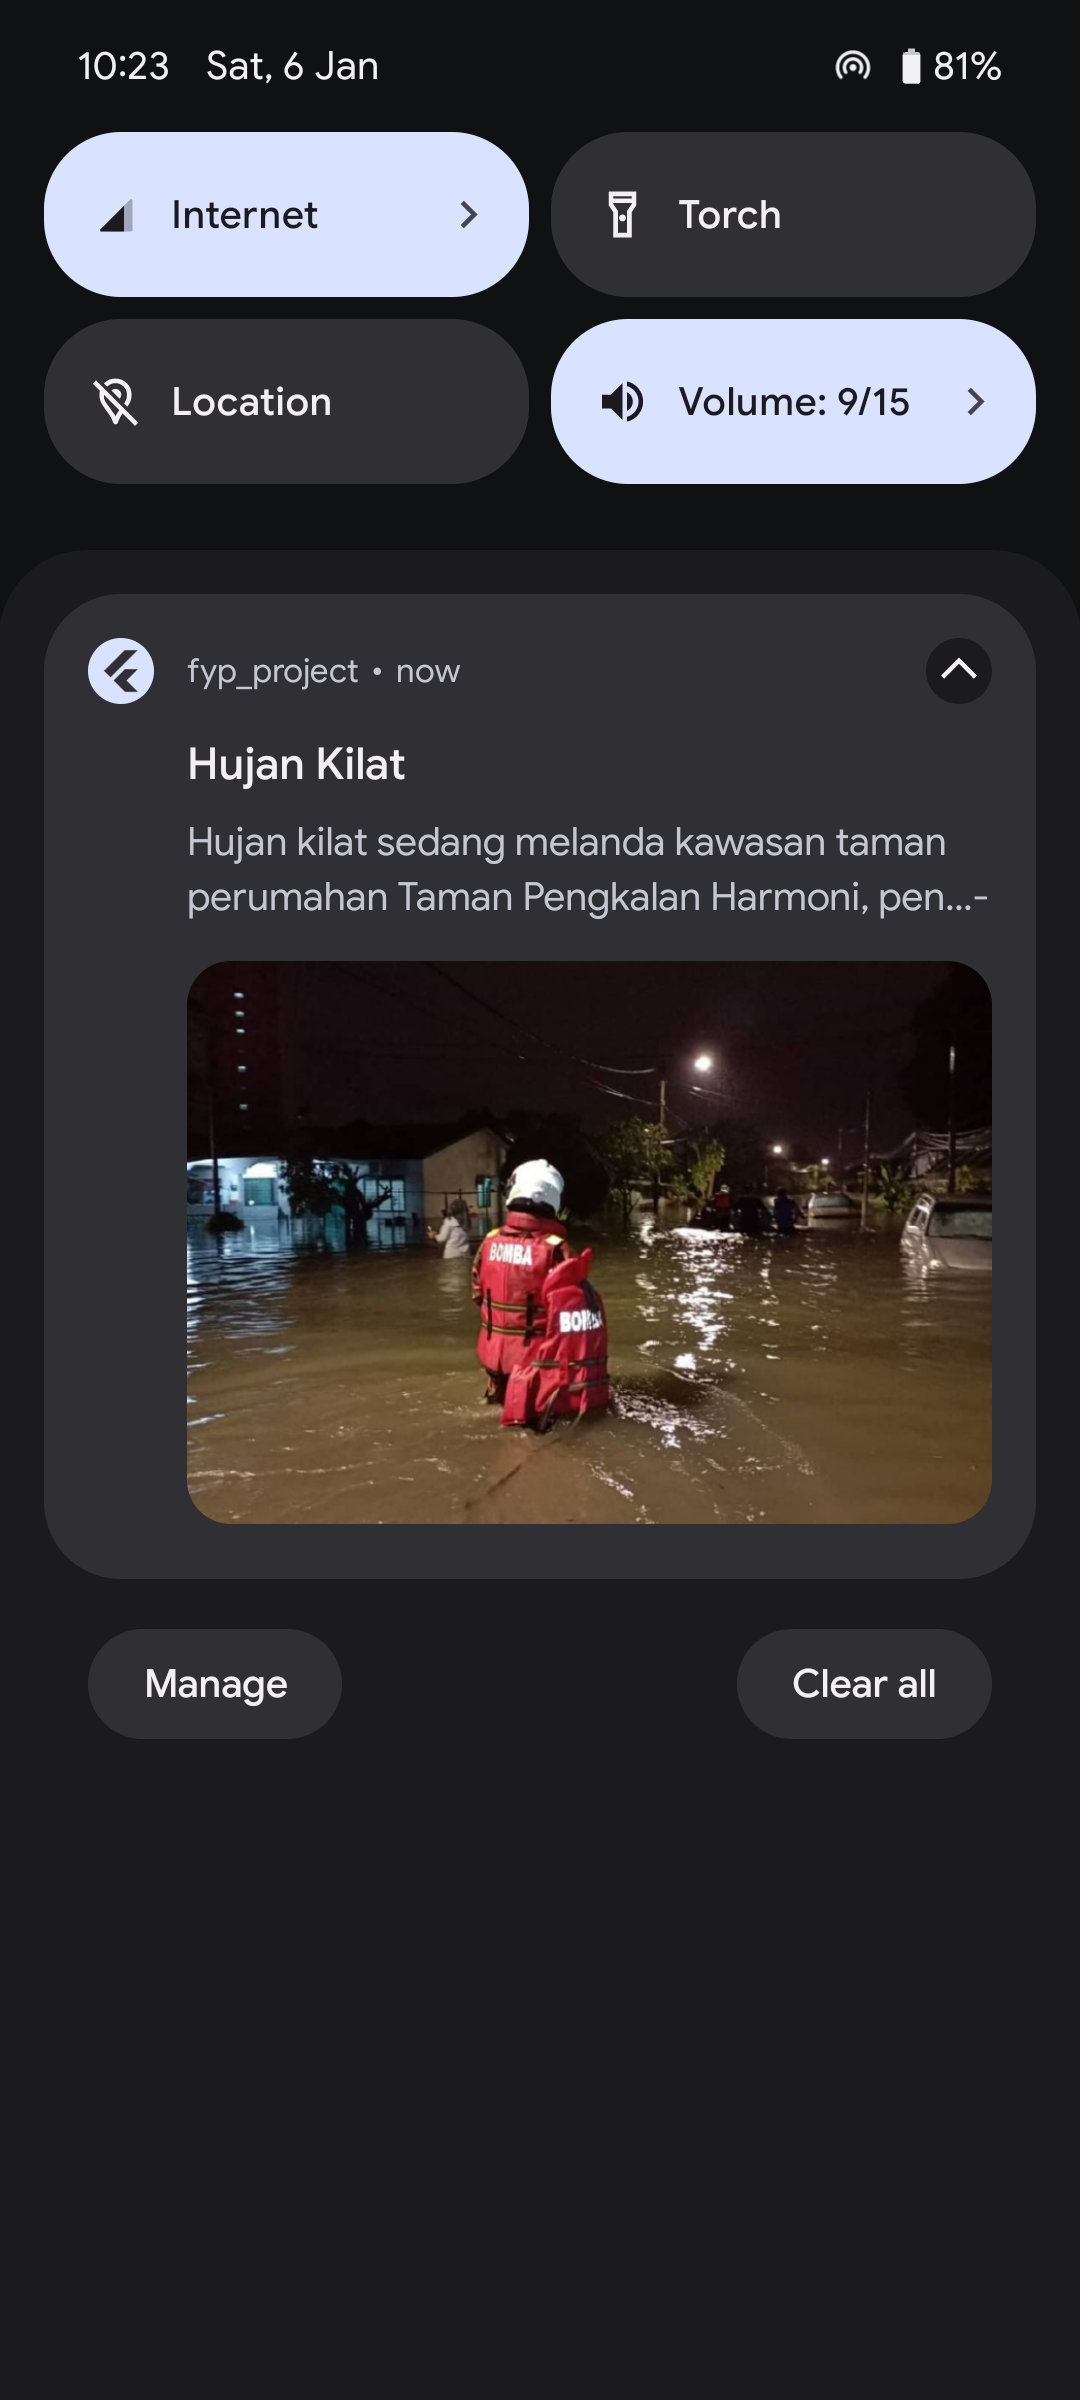 10:23 Sat, 6 Jan 81%
Internet
Torch
Location
Volume: 9/15
fyp_project • now
Hujan Kilat
Hujan kilat sedang melanda kawasan taman
perumahan Taman Pengkalan Harmoni, pen...-
BOMBA
Manage
Clear all